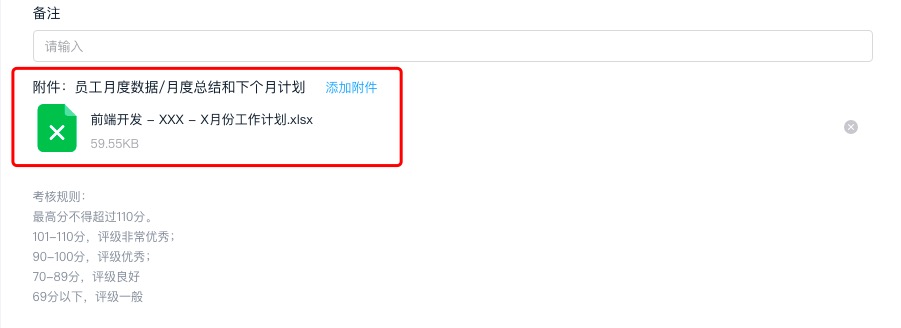 备注
请输入
附件：员工月度数据/月度总结和下个月计划 添加附件
前端开发 - XXX - X月份工作计划.xlsx
59.55KB
考核规则：
最高分不得超过110分。
101-110分，评级非常优秀；
90-100分，评级优秀；
70-89分，评级良好
69分以下，评级一般